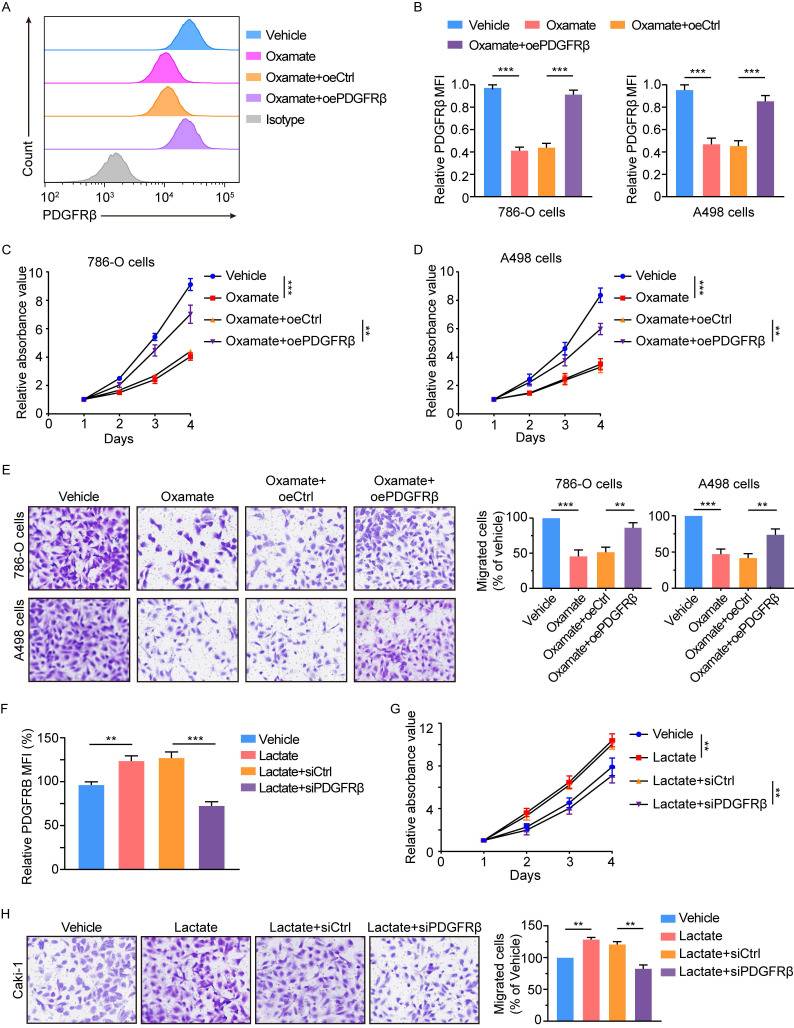 A
Vehicle
Oxamate
Oxamate+oeCtrl
Oxamate+oePDGFRβ
Isotype
Count
10² 10³ 10⁴ 10⁵
PDGFRβ
B
Vehicle Oxamate Oxamate+oeCtrl
Oxamate+oePDGFRβ
Relative PDGFRβ MFI
1.0
0.8
0.6
0.4
0.2
0
*** ***
786-O cells
Relative PDGFRβ MFI
1.0
0.8
0.6
0.4
0.2
0
*** ***
A498 cells
C
786-O cells
Relative absorbance value
10
8
6
4
2
0
0 1 2 3 4
Days
Vehicle
Oxamate
Oxamate+oeCtrl
Oxamate+oePDGFRβ
***
**
D
A498 cells
Relative absorbance value
10
8
6
4
2
0
0 1 2 3 4
Days
Vehicle
Oxamate
Oxamate+oeCtrl
Oxamate+oePDGFRβ
***
**
E
Vehicle
Oxamate
Oxamate+
oeCtrl
Oxamate+
oePDGFRβ
786-O cells
A498 cells
786-O cells
Migrated cells
(% of vehicle)
100
50
0
*** **
Vehicle
Oxamate
Oxamate+oeCtrl
Oxamate+oePDGFRβ
A498 cells
100
50
0
*** **
Vehicle
Oxamate
Oxamate+oeCtrl
Oxamate+oePDGFRβ
F
Relative PDGFRB MFI (%)
150
100
50
0
** ***
Vehicle
Lactate
Lactate+siCtrl
Lactate+siPDGFRβ
G
Relative absorbance value
12
8
4
0
0 1 2 3 4
Days
Vehicle
Lactate
Lactate+siCtrl
Lactate+siPDGFRβ
**
**
H
Vehicle Lactate Lactate+siCtrl Lactate+siPDGFRβ
Caki-1
Migrated cells
(% of Vehicle)
150
100
50
0
** **
Vehicle
Lactate
Lactate+siCtrl
Lactate+siPDGFRβ